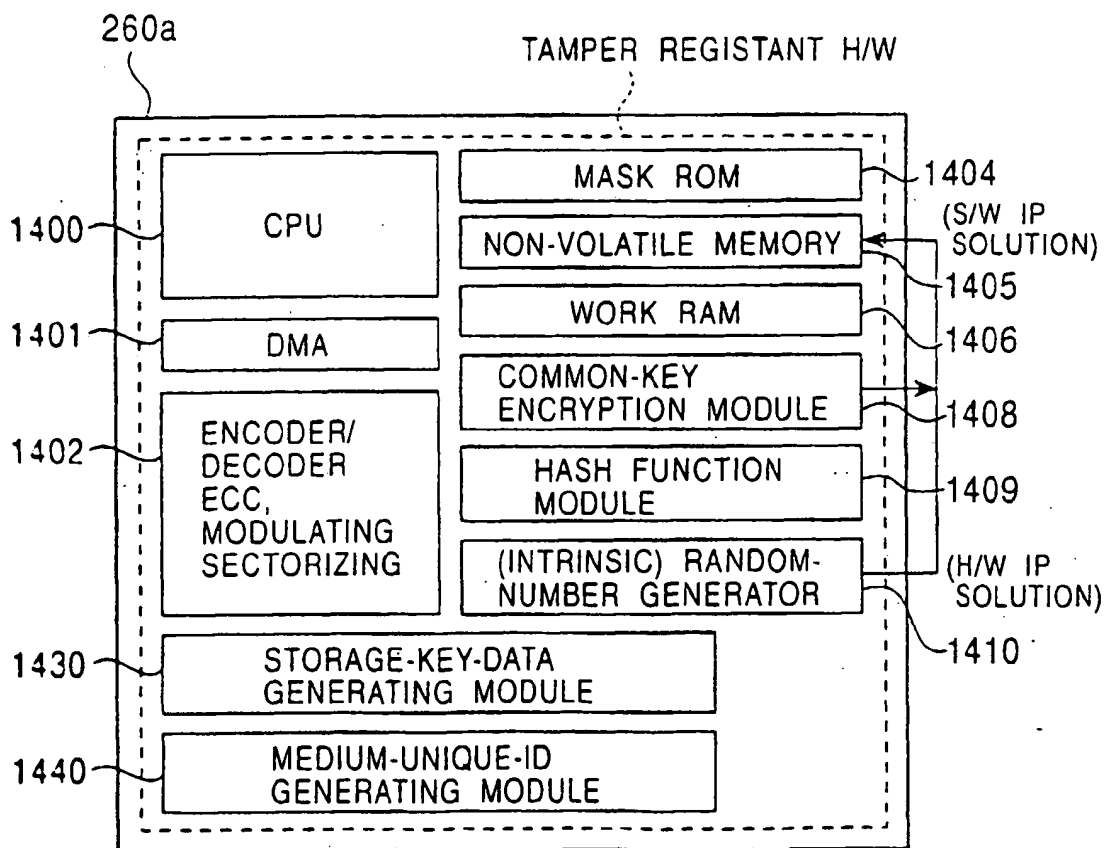 260a
TAMPER REGISTANT H/W
CPU
1400
DMA
1401
ENCODER/
DECODER
ECC,
MODULATING
SECTORIZING
1402
MASK ROM
1404
(S/W IP
SOLUTION)
NON-VOLATILE MEMORY
1405
WORK RAM
1406
COMMON-KEY
ENCRYPTION MODULE
1408
HASH FUNCTION
MODULE
1409
(INTRINSIC) RANDOM-
NUMBER GENERATOR
(H/W IP
SOLUTION)
1410
1430
STORAGE-KEY-DATA
GENERATING MODULE
1440
MEDIUM-UNIQUE-ID
GENERATING MODULE